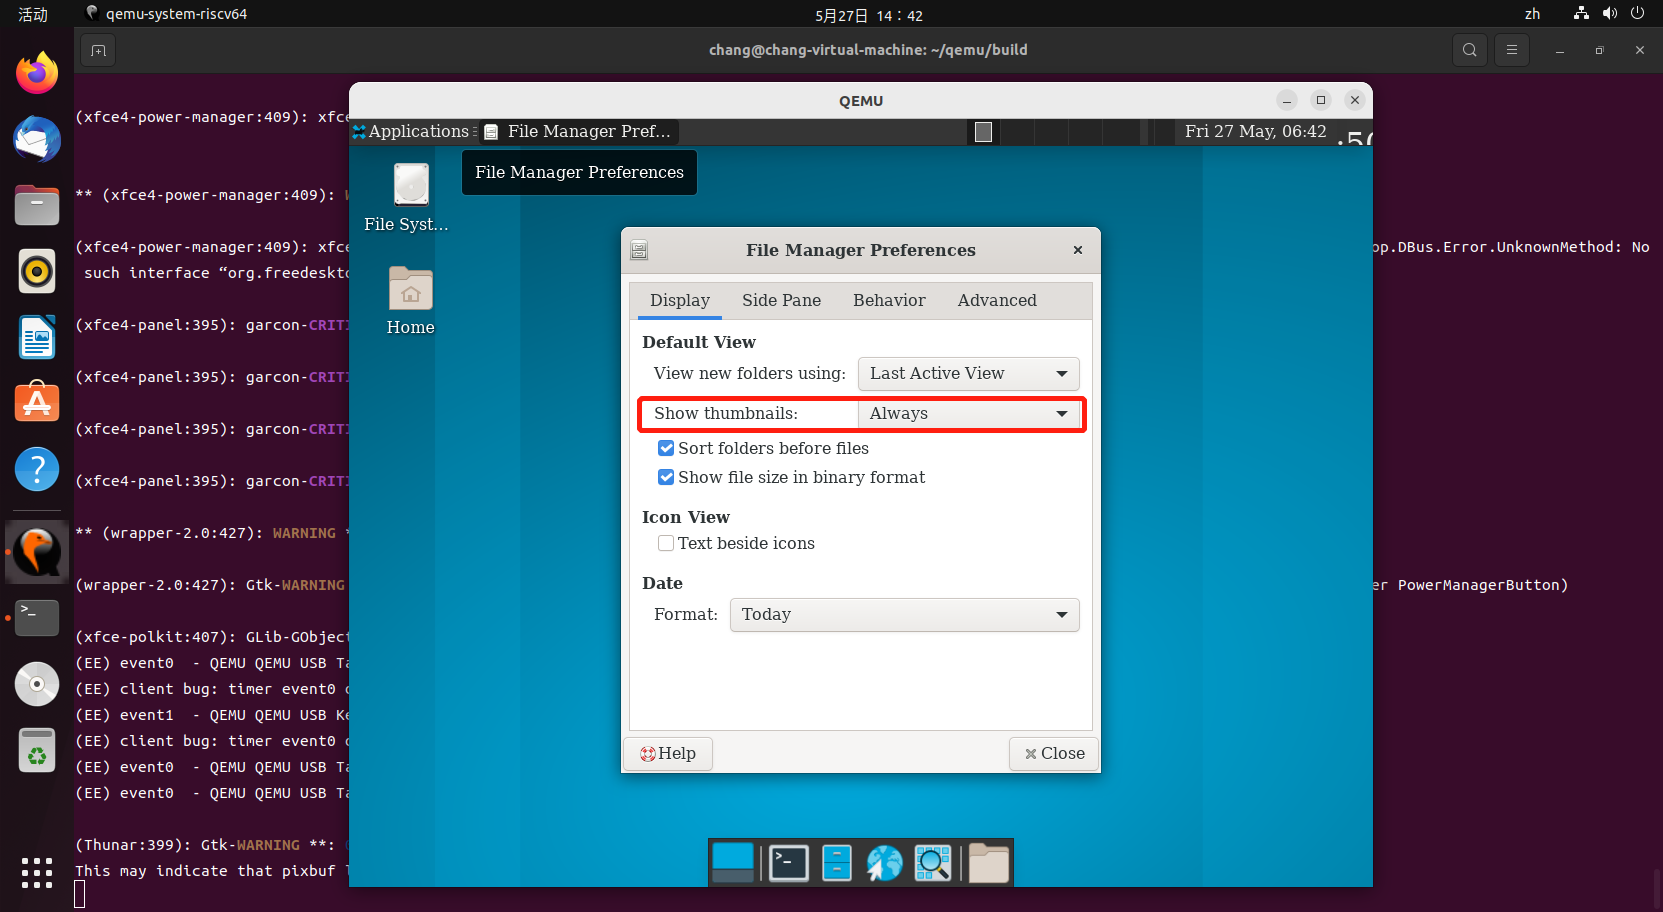 活动
qemu-system-riscv64
5月27日 14：42
zh
chang@chang-virtual-machine: ~/qemu/build
(xfce4-power-manager:409): xfce
** (xfce4-power-manager:409):
(xfce4-power-manager:409): xfce
op.DBus.Error.UnknownMethod: No
such interface “org.freedeskto
(xfce4-panel:395): garcon-CRITI
(xfce4-panel:395): garcon-CRITI
(xfce4-panel:395): garcon-CRITI
(xfce4-panel:395): garcon-CRITI
** (wrapper-2.0:427): WARNING *
(wrapper-2.0:427): Gtk-WARNING
er PowerManagerButton)
(xfce-polkit:407): GLib-GObject
(EE) event0  - QEMU QEMU USB Ta
(EE) client bug: timer event0 d
(EE) event1  - QEMU QEMU USB Ke
(EE) client bug: timer event0 d
(EE) event0  - QEMU QEMU USB Ta
(EE) event0  - QEMU QEMU USB Ta
(Thunar:399): Gtk-WARNING **:
This may indicate that pixbuf l
QEMU
Applications
File Manager Pref...
Fri 27 May, 06:42
File Manager Preferences
File Syst...
Home
File Manager Preferences
Display Side Pane Behavior Advanced
Default View
View new folders using: Last Active View
Show thumbnails: Always
Sort folders before files
Show file size in binary format
Icon View
Text beside icons
Date
Format: Today
Help
Close